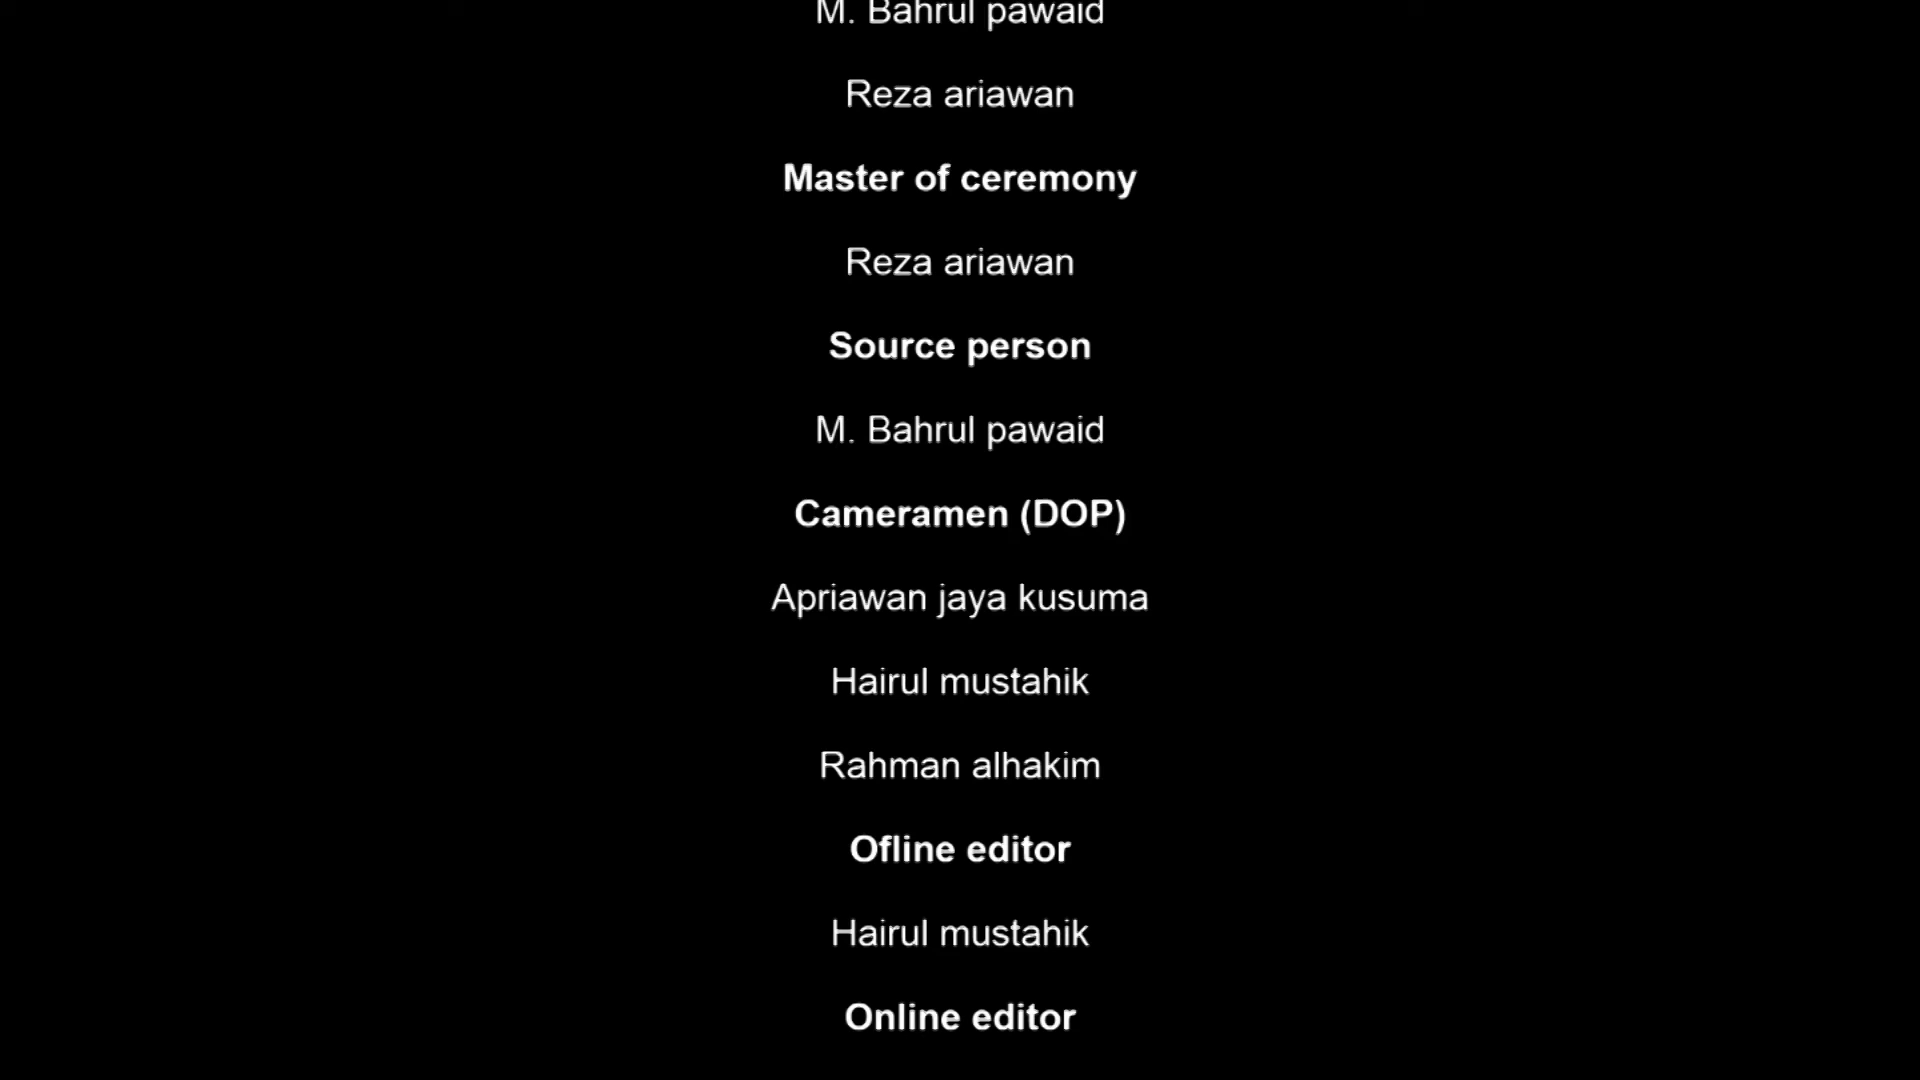 M. Bahrul pawaid
Reza ariawan
Master of ceremony
Reza ariawan
Source person
M. Bahrul pawaid
Cameramen (DOP)
Apriawan jaya kusuma
Hairul mustahik
Rahman alhakim
Ofline editor
Hairul mustahik
Online editor